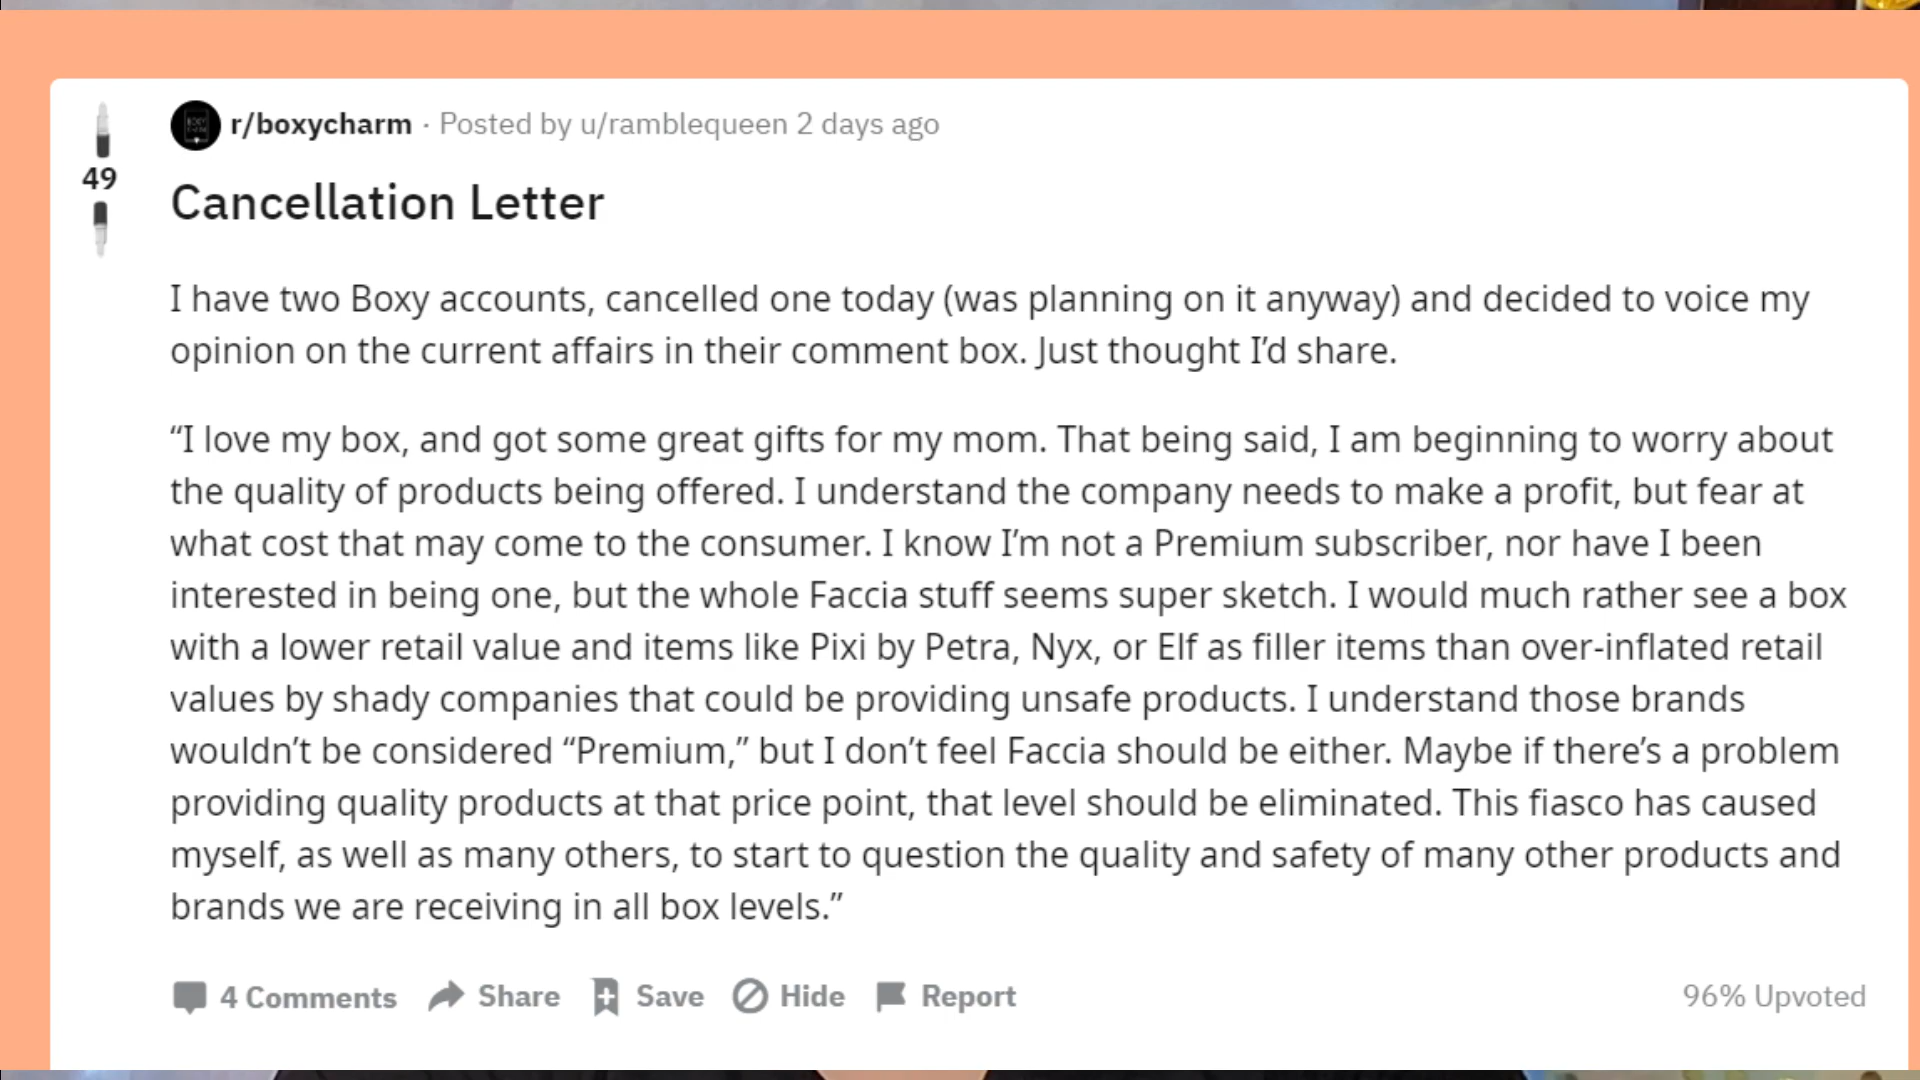 r/boxycharm · Posted by u/ramblequeen 2 days ago
49
Cancellation Letter
I have two Boxy accounts, cancelled one today (was planning on it anyway) and decided to voice my
opinion on the current affairs in their comment box. Just thought I’d share.
“I love my box, and got some great gifts for my mom. That being said, I am beginning to worry about
the quality of products being offered. I understand the company needs to make a profit, but fear at
what cost that may come to the consumer. I know I’m not a Premium subscriber, nor have I been
interested in being one, but the whole Faccia stuff seems super sketch. I would much rather see a box
with a lower retail value and items like Pixi by Petra, Nyx, or Elf as filler items than over-inflated retail
values by shady companies that could be providing unsafe products. I understand those brands
wouldn’t be considered “Premium,” but I don’t feel Faccia should be either. Maybe if there’s a problem
providing quality products at that price point, that level should be eliminated. This fiasco has caused
myself, as well as many others, to start to question the quality and safety of many other products and
brands we are receiving in all box levels.”
4 Comments Share Save Hide Report 96% Upvoted